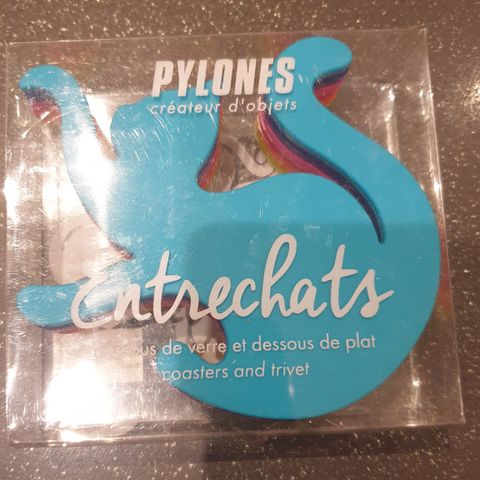 PYLONES
créateur d'objets
Entrechats
de verre et dessous de plat
coasters and trivet